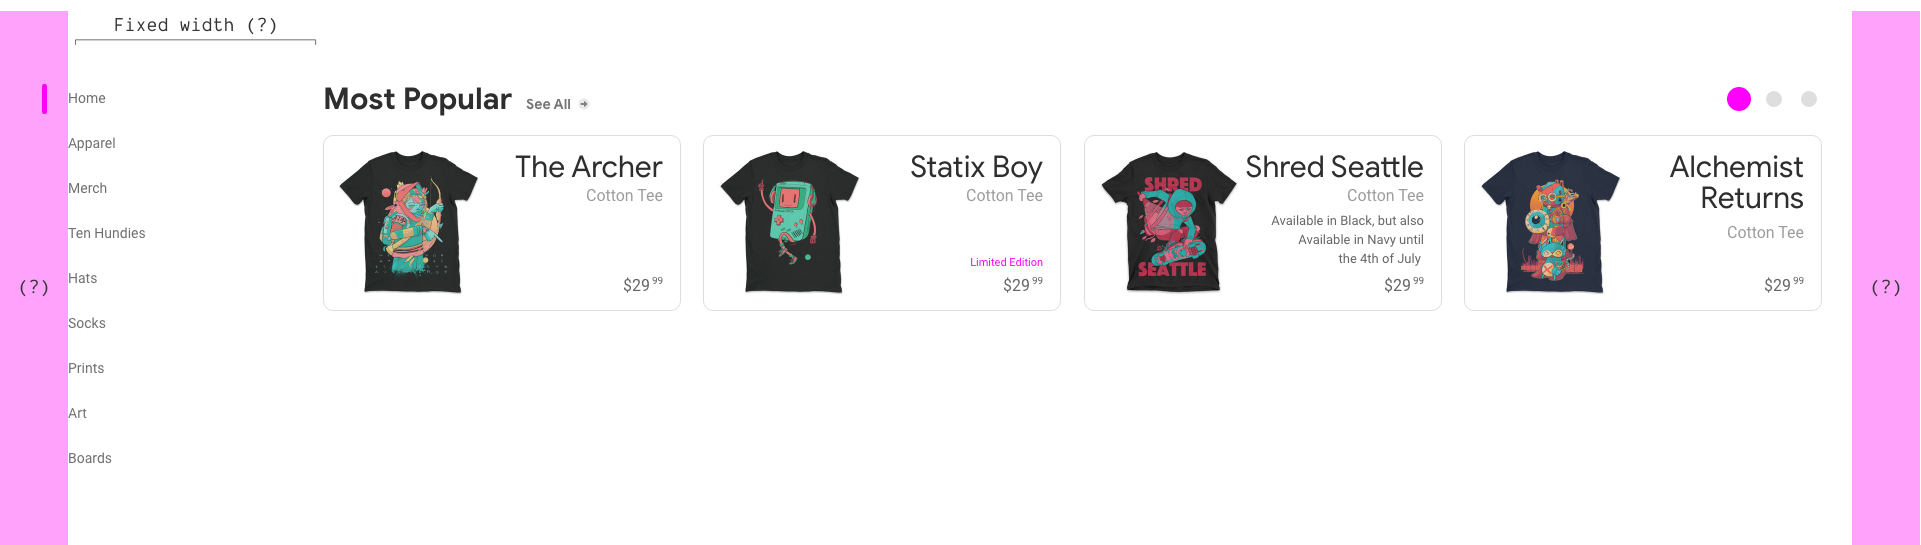 Fixed width (?)
Home
Apparel
Merch
Ten Hundies
Hats
Socks
Prints
Art
Boards
(?)
Most Popular
See All
The Archer
Cotton Tee
$29 99
Statix Boy
Cotton Tee
Limited Edition
$29 99
SHRED
SEATTLE
Shred Seattle
Cotton Tee
Available in Black, but also
Available in Navy until
the 4th of July
$29 99
Alchemist
Returns
Cotton Tee
$29 99
(?)